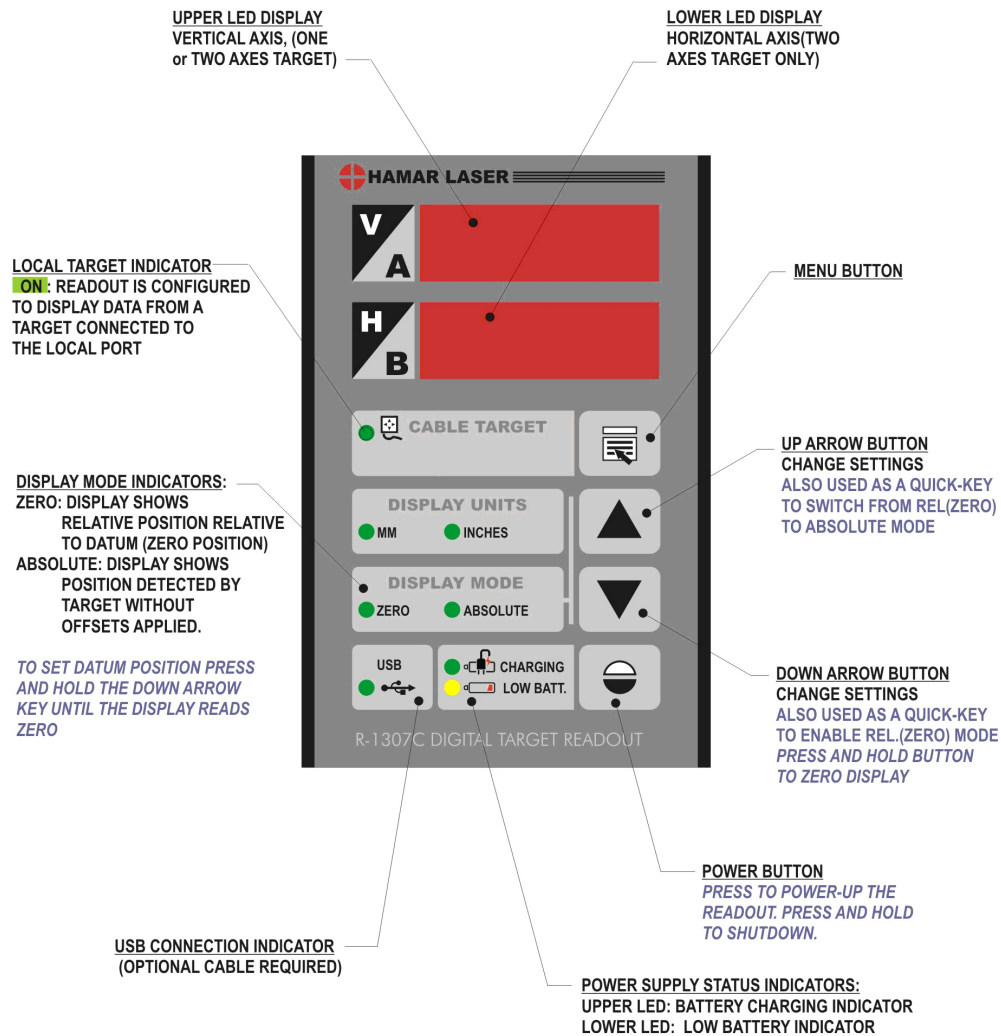 UPPER LED DISPLAY
VERTICAL AXIS, (ONE
or TWO AXES TARGET)
LOWER LED DISPLAY
HORIZONTAL AXIS(TWO
AXES TARGET ONLY)
HAMAR LASER
V
A
H
B
LOCAL TARGET INDICATOR
ON : READOUT IS CONFIGURED
TO DISPLAY DATA FROM A
TARGET CONNECTED TO
THE LOCAL PORT
MENU BUTTON
CABLE TARGET
UP ARROW BUTTON
CHANGE SETTINGS
ALSO USED AS A QUICK-KEY
TO SWITCH FROM REL(ZERO)
TO ABSOLUTE MODE
DISPLAY MODE INDICATORS:
ZERO: DISPLAY SHOWS
RELATIVE POSITION RELATIVE
TO DATUM (ZERO POSITION)
ABSOLUTE: DISPLAY SHOWS
POSITION DETECTED BY
TARGET WITHOUT
OFFSETS APPLIED.
TO SET DATUM POSITION PRESS
AND HOLD THE DOWN ARROW
KEY UNTIL THE DISPLAY READS
ZERO
DISPLAY UNITS
MM INCHES
DISPLAY MODE
ZERO ABSOLUTE
USB
CHARGING
LOW BATT.
R-1307C DIGITAL TARGET READOUT
DOWN ARROW BUTTON
CHANGE SETTINGS
ALSO USED AS A QUICK-KEY
TO ENABLE REL.(ZERO) MODE
PRESS AND HOLD BUTTON
TO ZERO DISPLAY
POWER BUTTON
PRESS TO POWER-UP THE
READOUT. PRESS AND HOLD
TO SHUTDOWN.
USB CONNECTION INDICATOR
(OPTIONAL CABLE REQUIRED)
POWER SUPPLY STATUS INDICATORS:
UPPER LED: BATTERY CHARGING INDICATOR
LOWER LED: LOW BATTERY INDICATOR